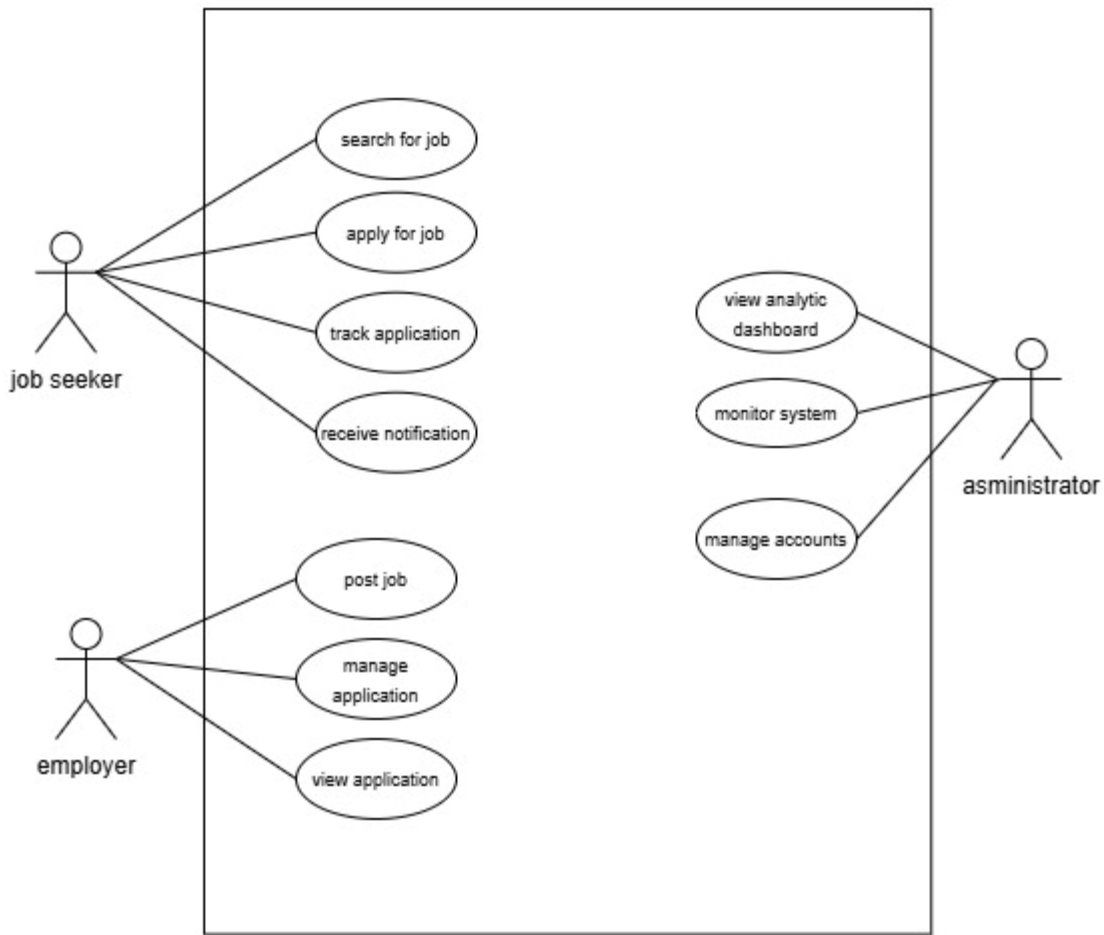 search for job
apply for job
track application
receive notification
job seeker
view analytic
dashboard
monitor system
manage accounts
asministrator
post job
manage
application
view application
employer